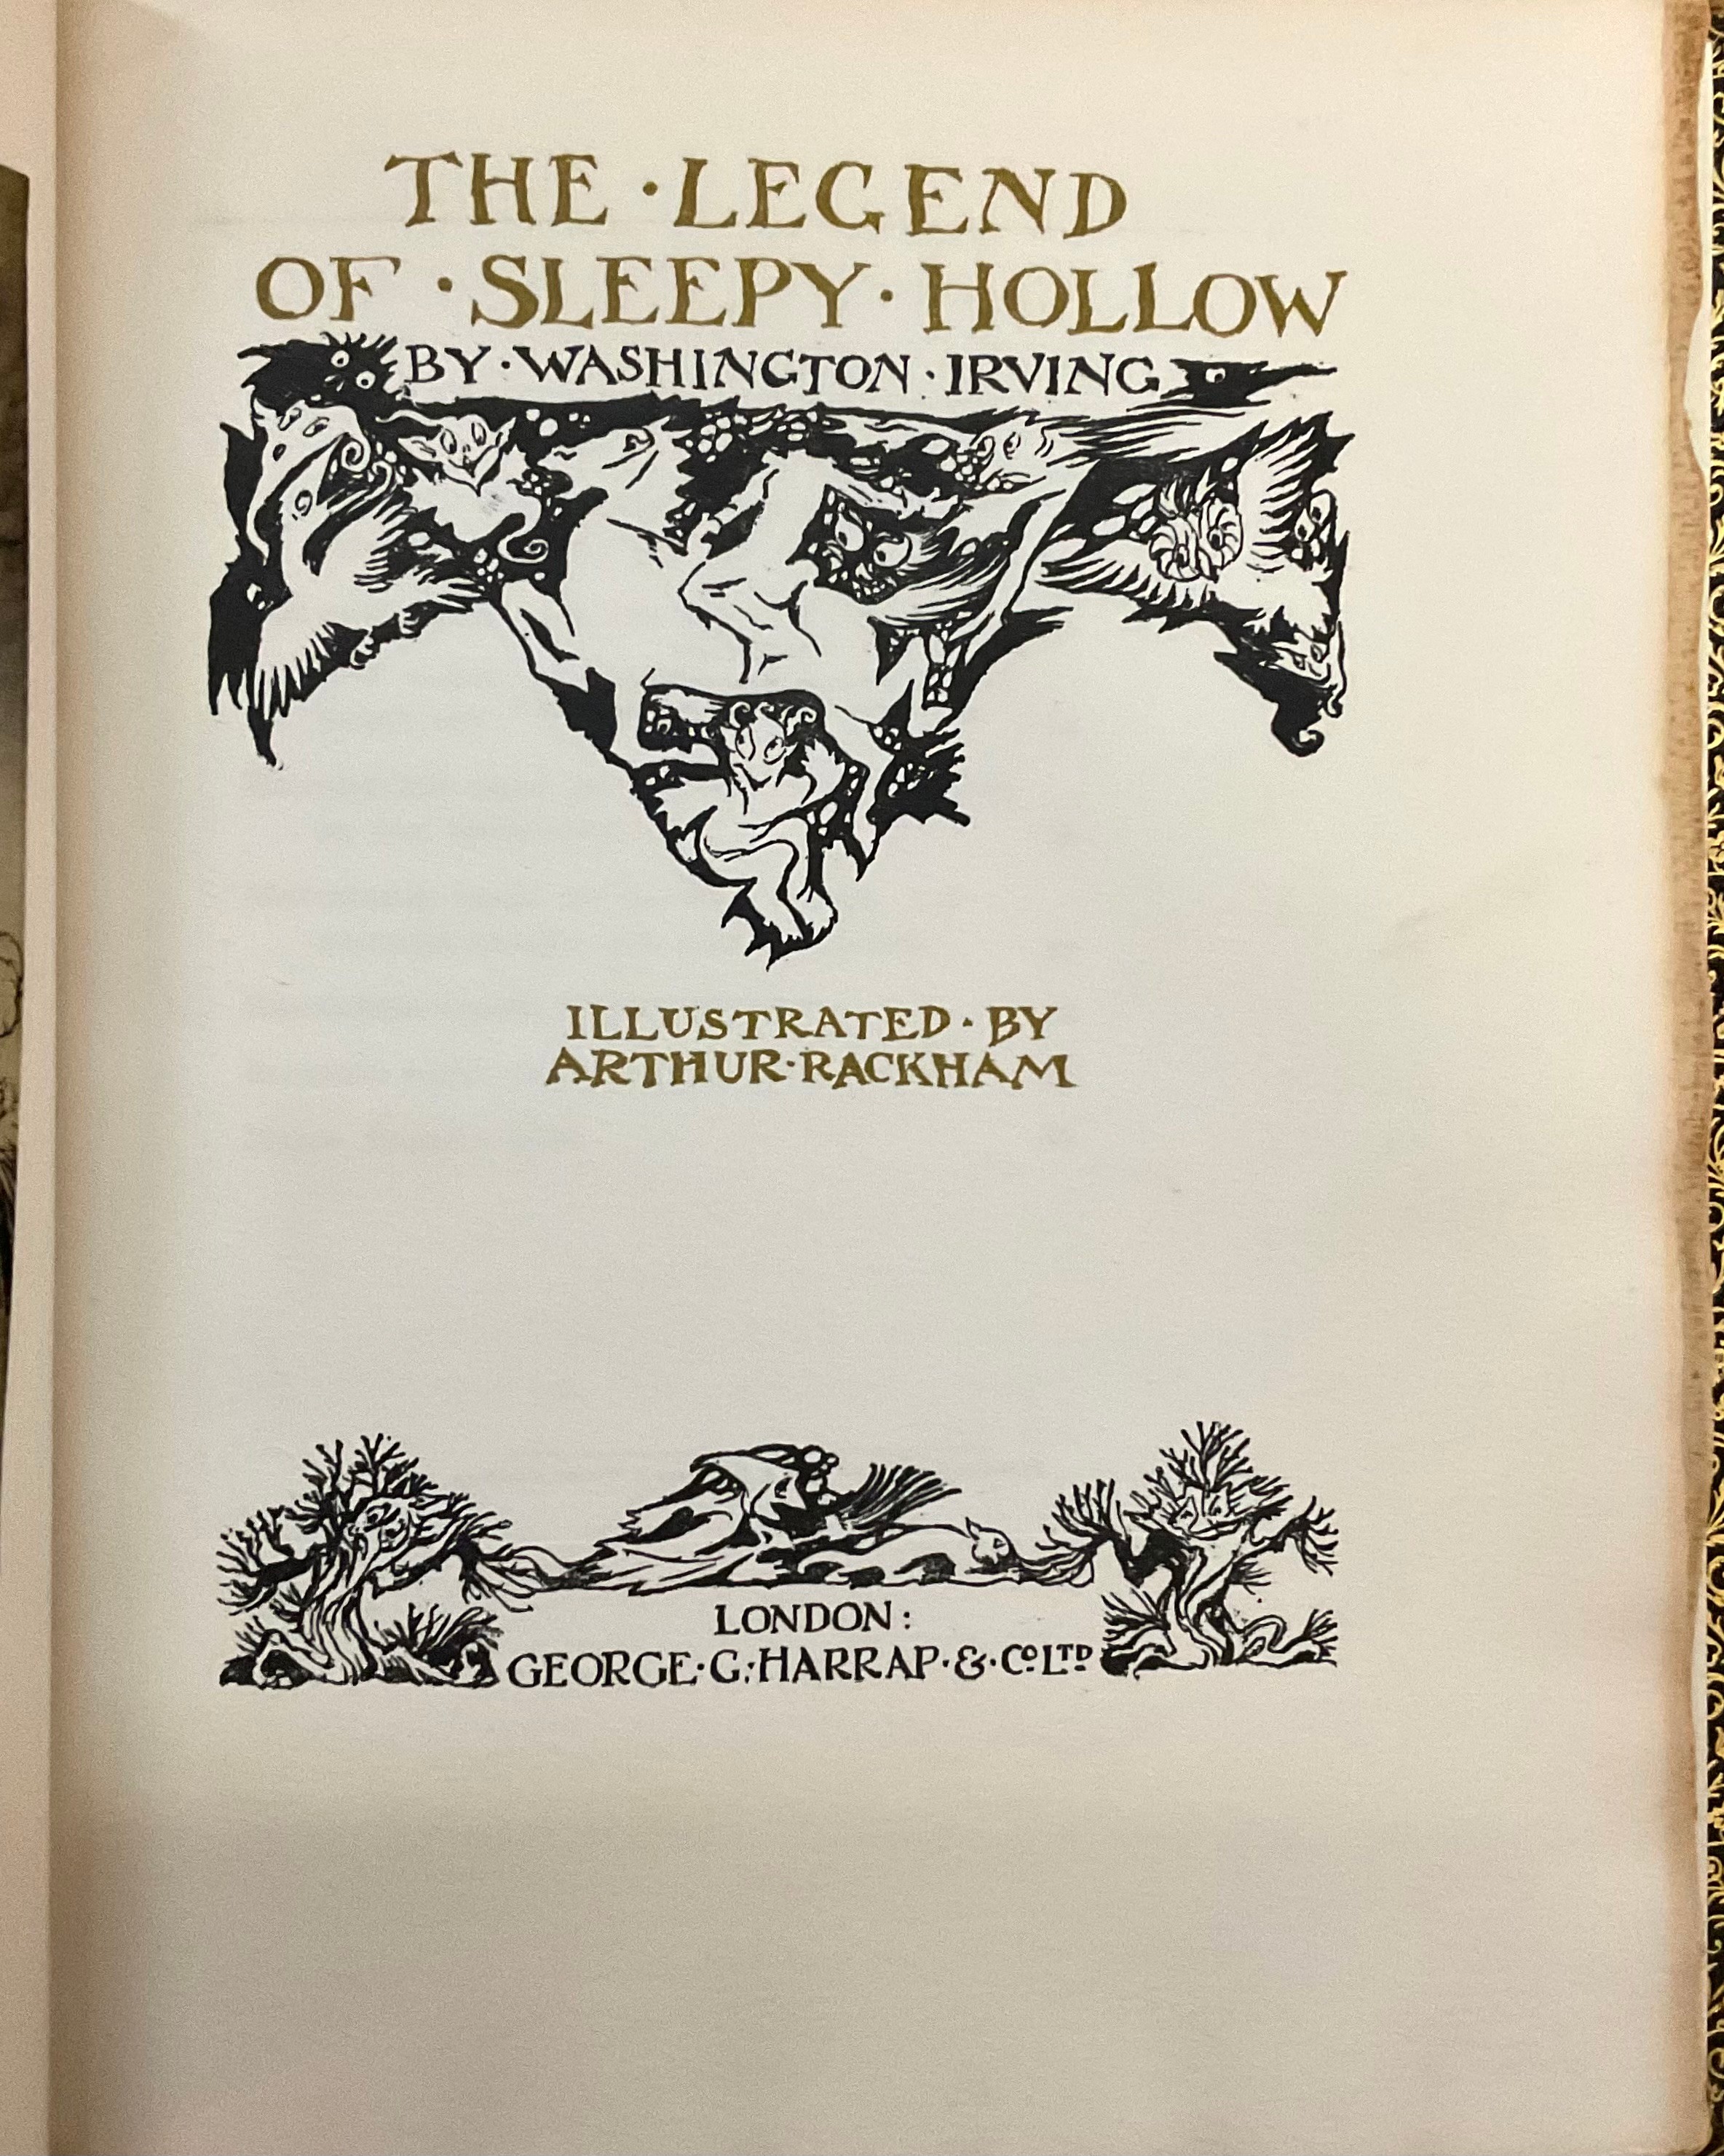 THE · LEGEND
OF · SLEEPY · HOLLOW
BY · WASHINGTON · IRVING
ILLUSTRATED · BY
ARTHUR · RACKHAM
LONDON:
GEORGE · G · HARRAP · & · Co LTD